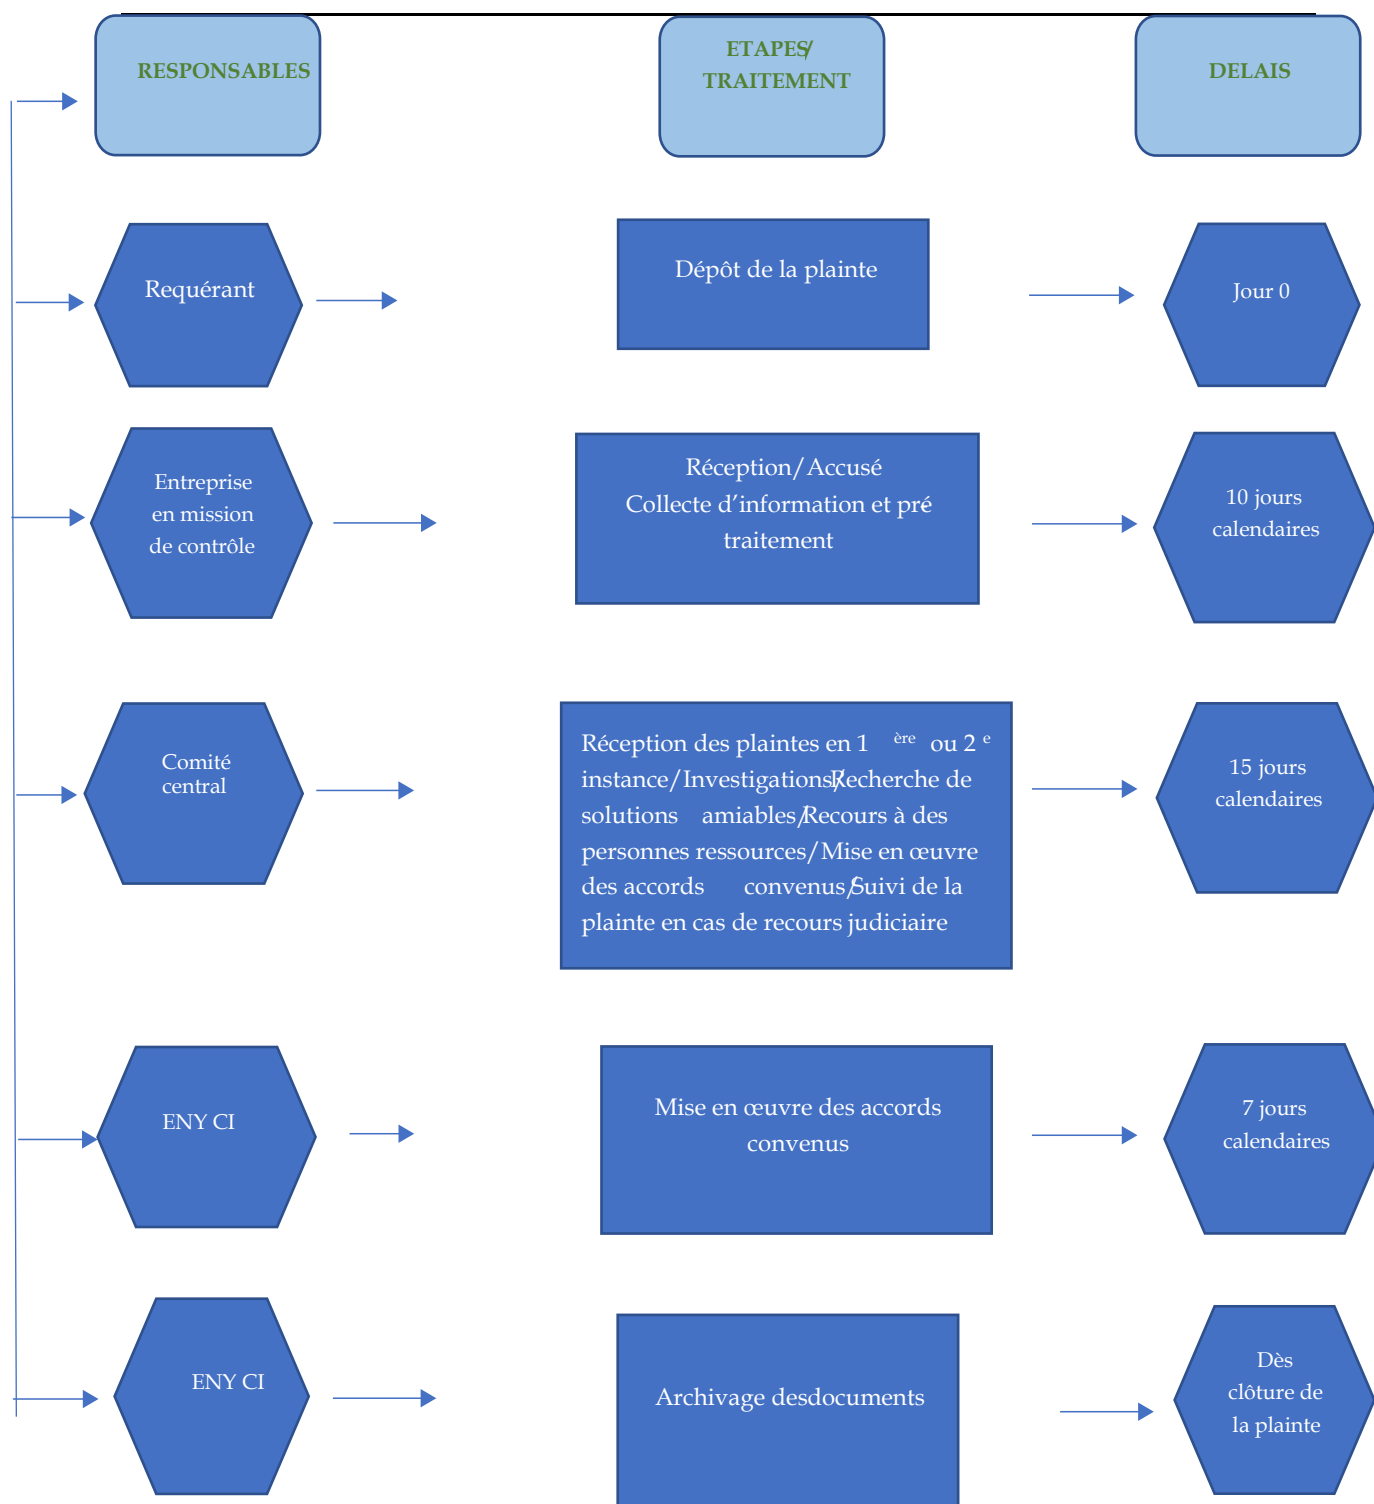 RESPONSABLES
ETAPES/
TRAITEMENT
DELAIS
Requérant
Dépôt de la plainte
Jour 0
Entreprise
en mission
de contrôle
Réception/Accusé
Collecte d'information et pré
traitement
10 jours
calendaires
Comité
central
Réception des plaintes en 1 ère ou 2 e
instance/Investigations/Recherche de
solutions amiables/Recours à des
personnes ressources/Mise en œuvre
des accords convenus/Suivi de la
plainte en cas de recours judiciaire
15 jours
calendaires
ENY CI
Mise en œuvre des accords
convenus
7 jours
calendaires
ENY CI
Archivage desdocuments
Dès
clôture de
la plainte